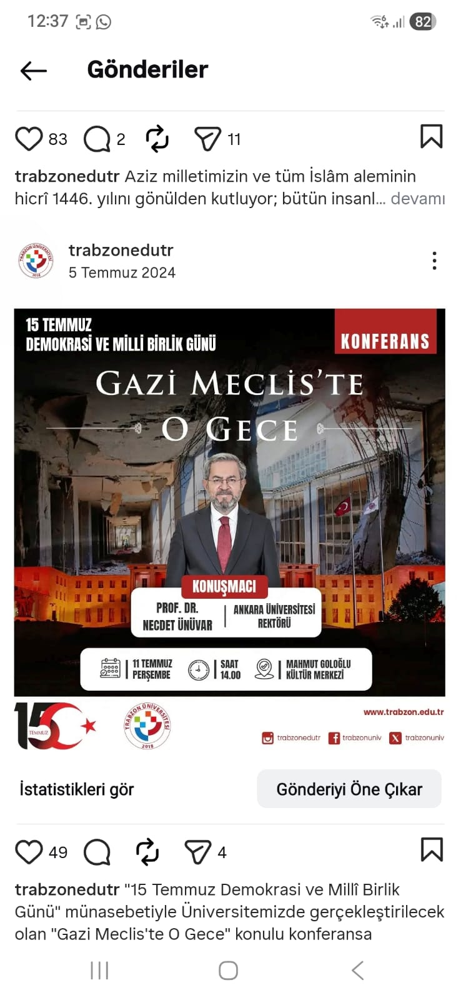 12:37
82
Gönderiler
83 2 11
trabzonedutr Aziz milletimizin ve tüm İslâm aleminin
hicrî 1446. yılını gönülden kutluyor; bütün insanl... devamı
TRABZON ÜNİVERSİTESİ
2018
trabzonedutr
5 Temmuz 2024
15 TEMMUZ
DEMOKRASİ VE MİLLİ BİRLİK GÜNÜ
KONFERANS
GAZİ MECLİS'TE
O GECE
KONUŞMACI
PROF. DR.
NECDET ÜNÜVAR
ANKARA ÜNİVERSİTESİ
REKTÖRÜ
11 TEMMUZ
PERŞEMBE
SAAT
14.00
MAHMUT GOLOĞLU
KÜLTÜR MERKEZİ
15
TEMMUZ
TRABZON ÜNİVERSİTESİ
2018
www.trabzon.edu.tr
trabzonedutr trabzonuniv trabzonuniv
İstatistikleri gör
Gönderiyi Öne Çıkar
49 4
trabzonedutr "15 Temmuz Demokrasi ve Millî Birlik
Günü" münasebetiyle Üniversitemizde gerçekleştirilecek
olan "Gazi Meclis'te O Gece" konulu konferansa